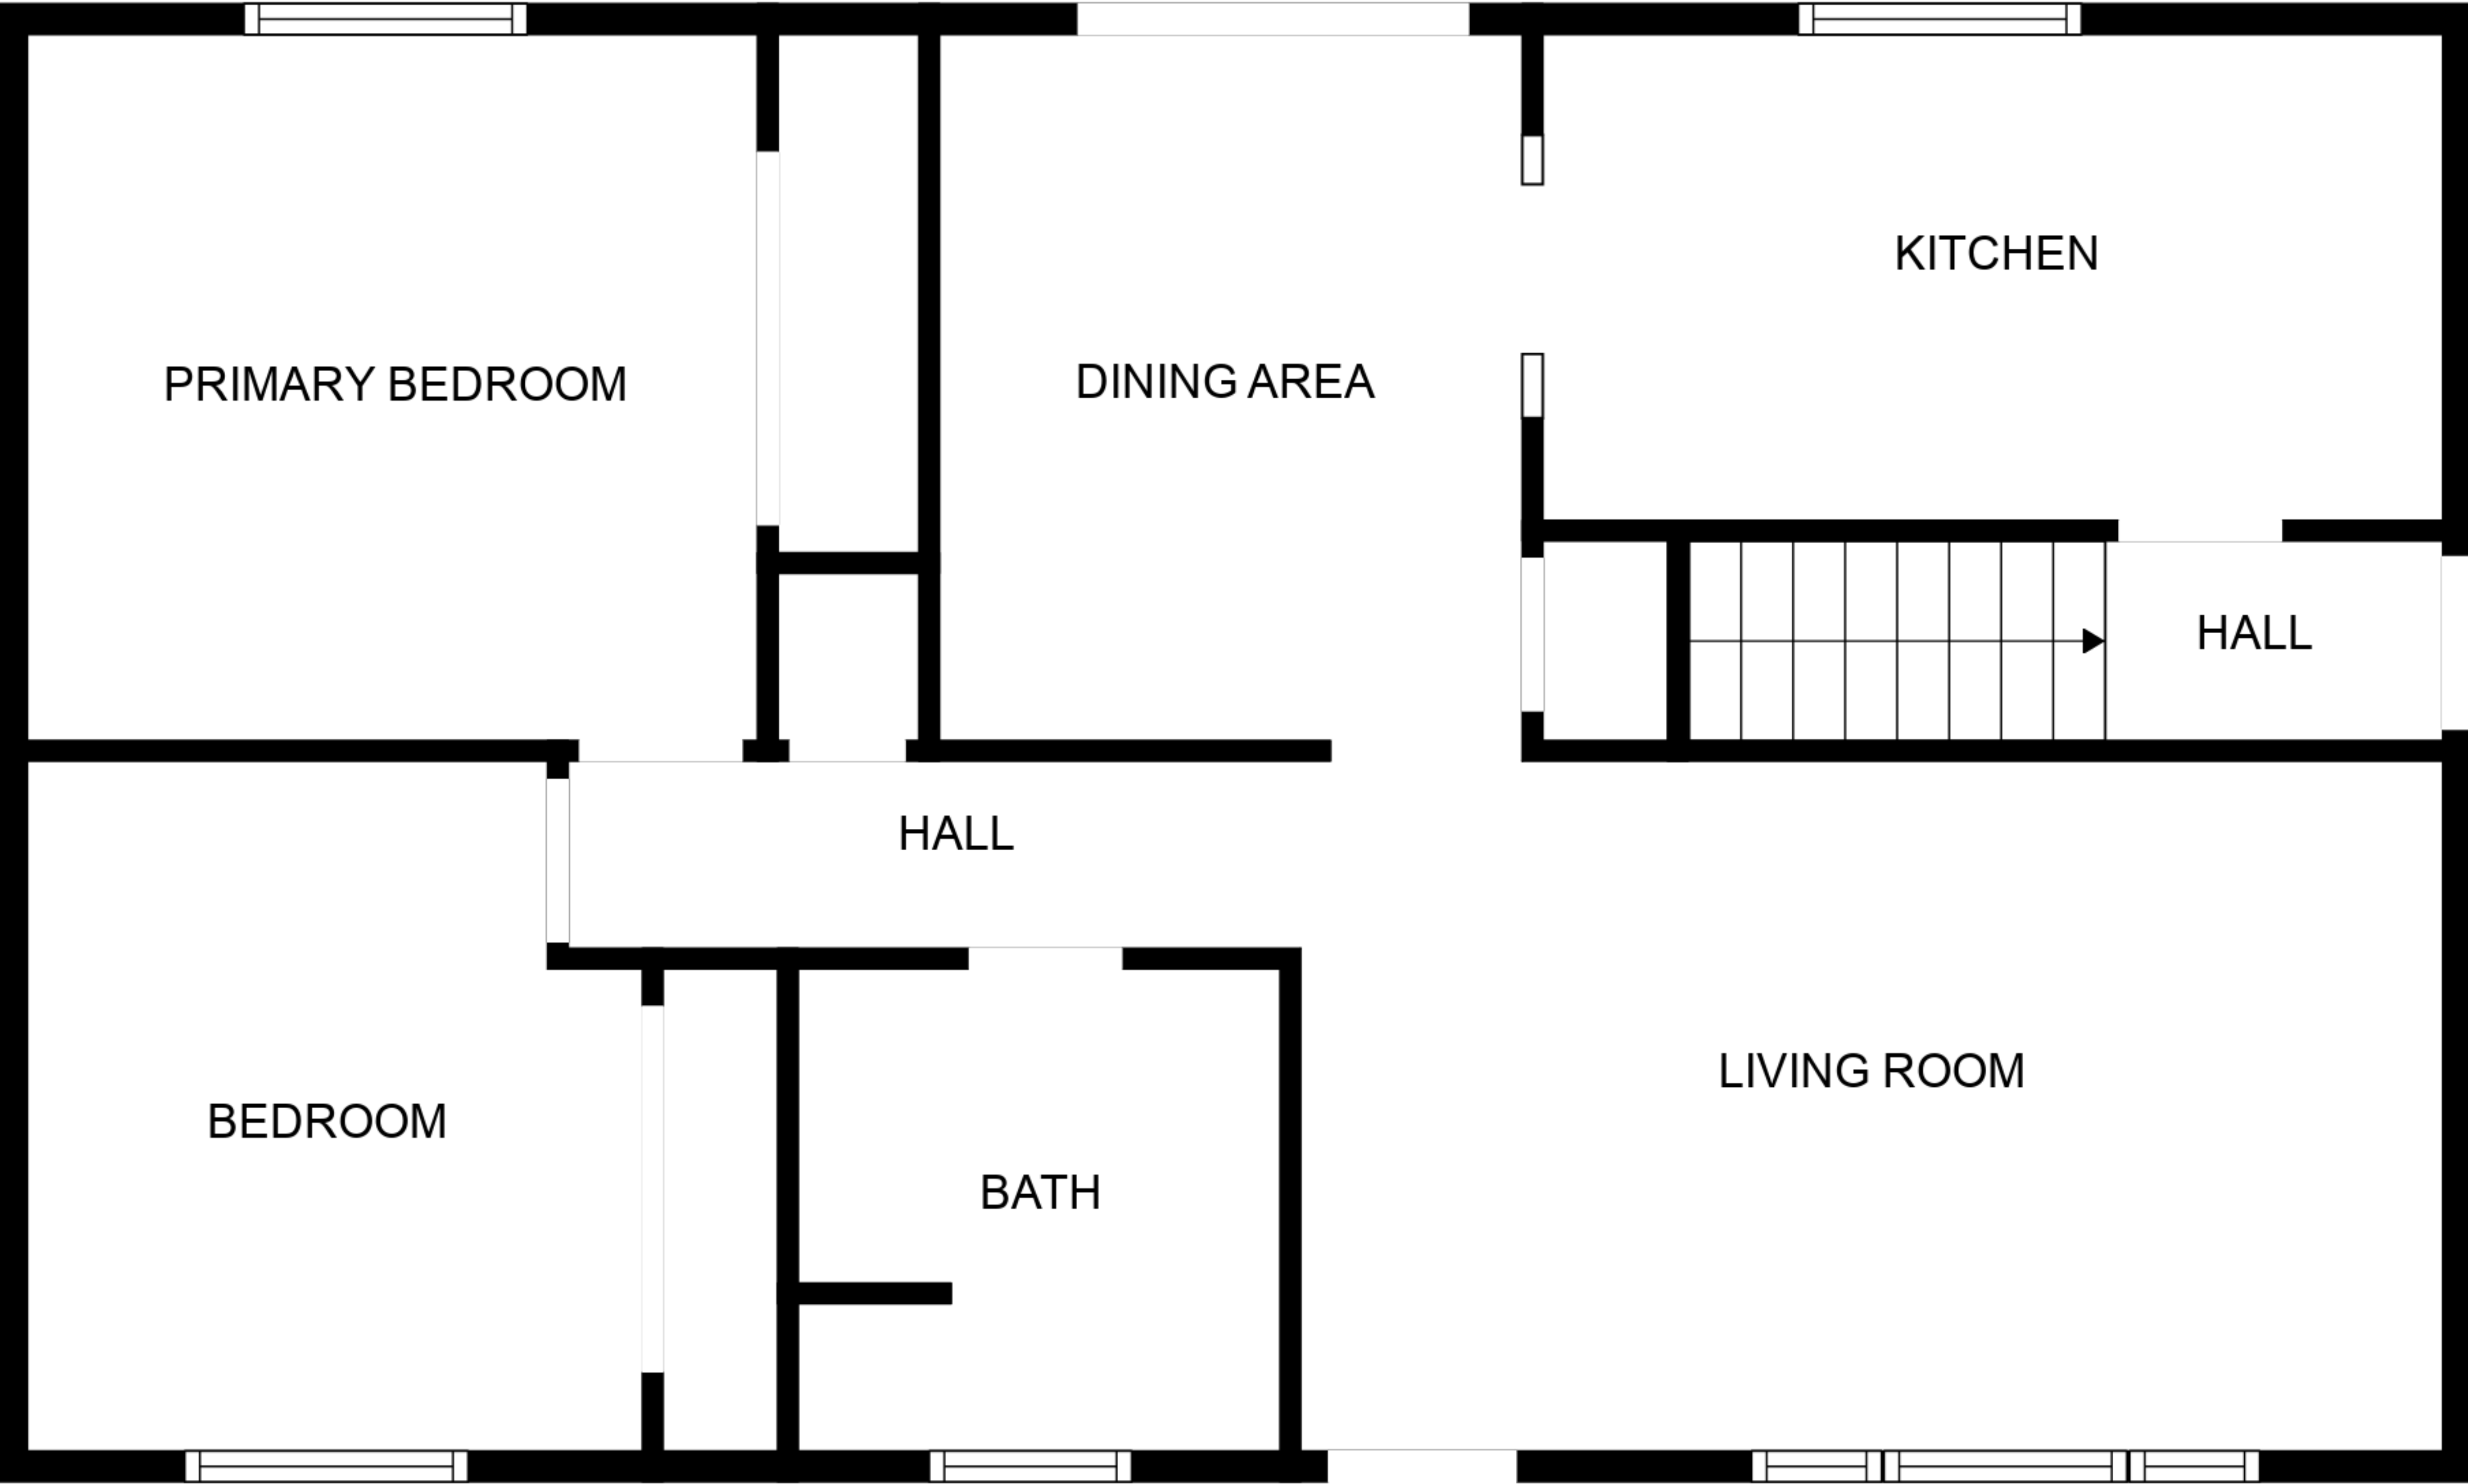 KITCHEN
PRIMARY BEDROOM
DINING AREA
HALL
HALL
LIVING ROOM
BEDROOM
BATH